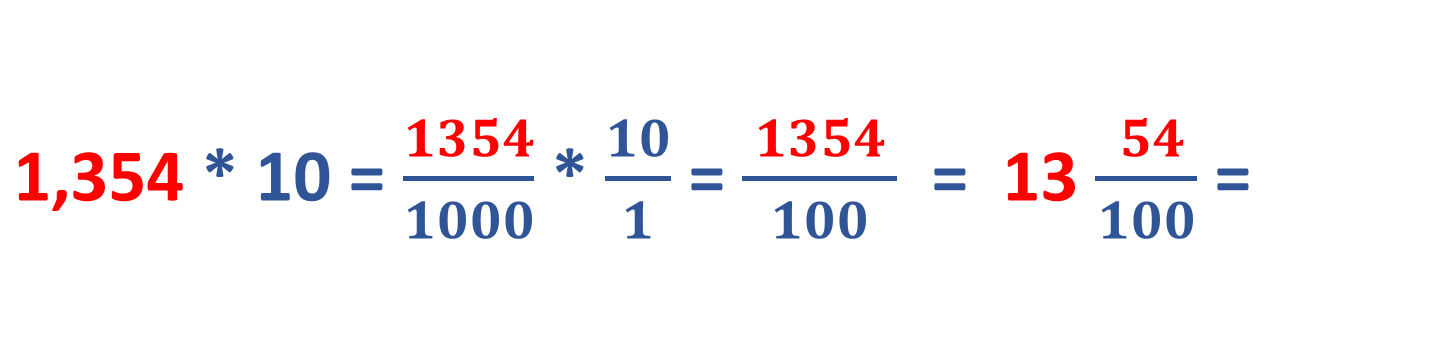 1,354 * 10 = 1354/1000 * 10/1 = 1354/100 = 13 54/100 =